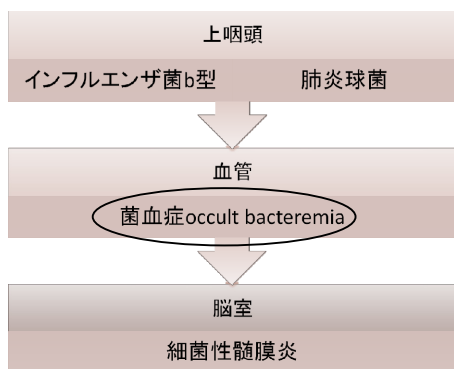 上咽頭
インフルエンザ菌b型 肺炎球菌
血管
菌血症occult bacteremia
脳室
細菌性髄膜炎